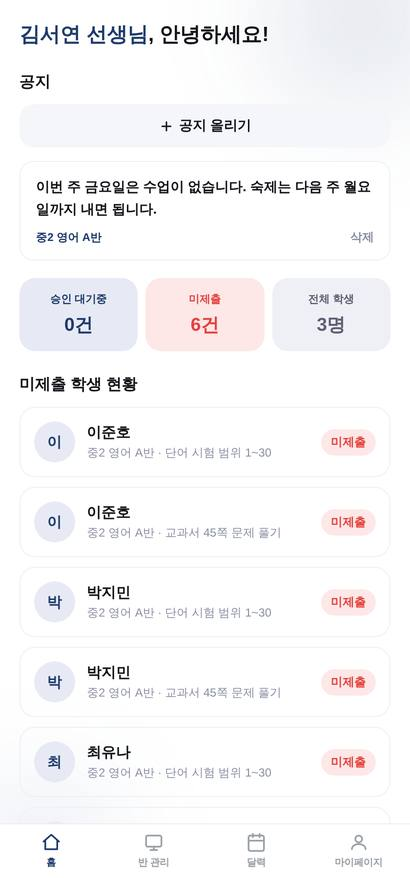 김서연 선생님, 안녕하세요!
공지
+ 공지 올리기
이번 주 금요일은 수업이 없습니다. 숙제는 다음 주 월요
일까지 내면 됩니다.
중2 영어 A반
삭제
승인 대기중
0건
미제출
6건
전체 학생
3명
미제출 학생 현황
이
이준호
중2 영어 A반 · 단어 시험 범위 1~30
미제출
이
이준호
중2 영어 A반 · 교과서 45쪽 문제 풀기
미제출
박
박지민
중2 영어 A반 · 단어 시험 범위 1~30
미제출
박
박지민
중2 영어 A반 · 교과서 45쪽 문제 풀기
미제출
최
최유나
중2 영어 A반 · 단어 시험 범위 1~30
미제출
홈
반 관리
달력
마이페이지